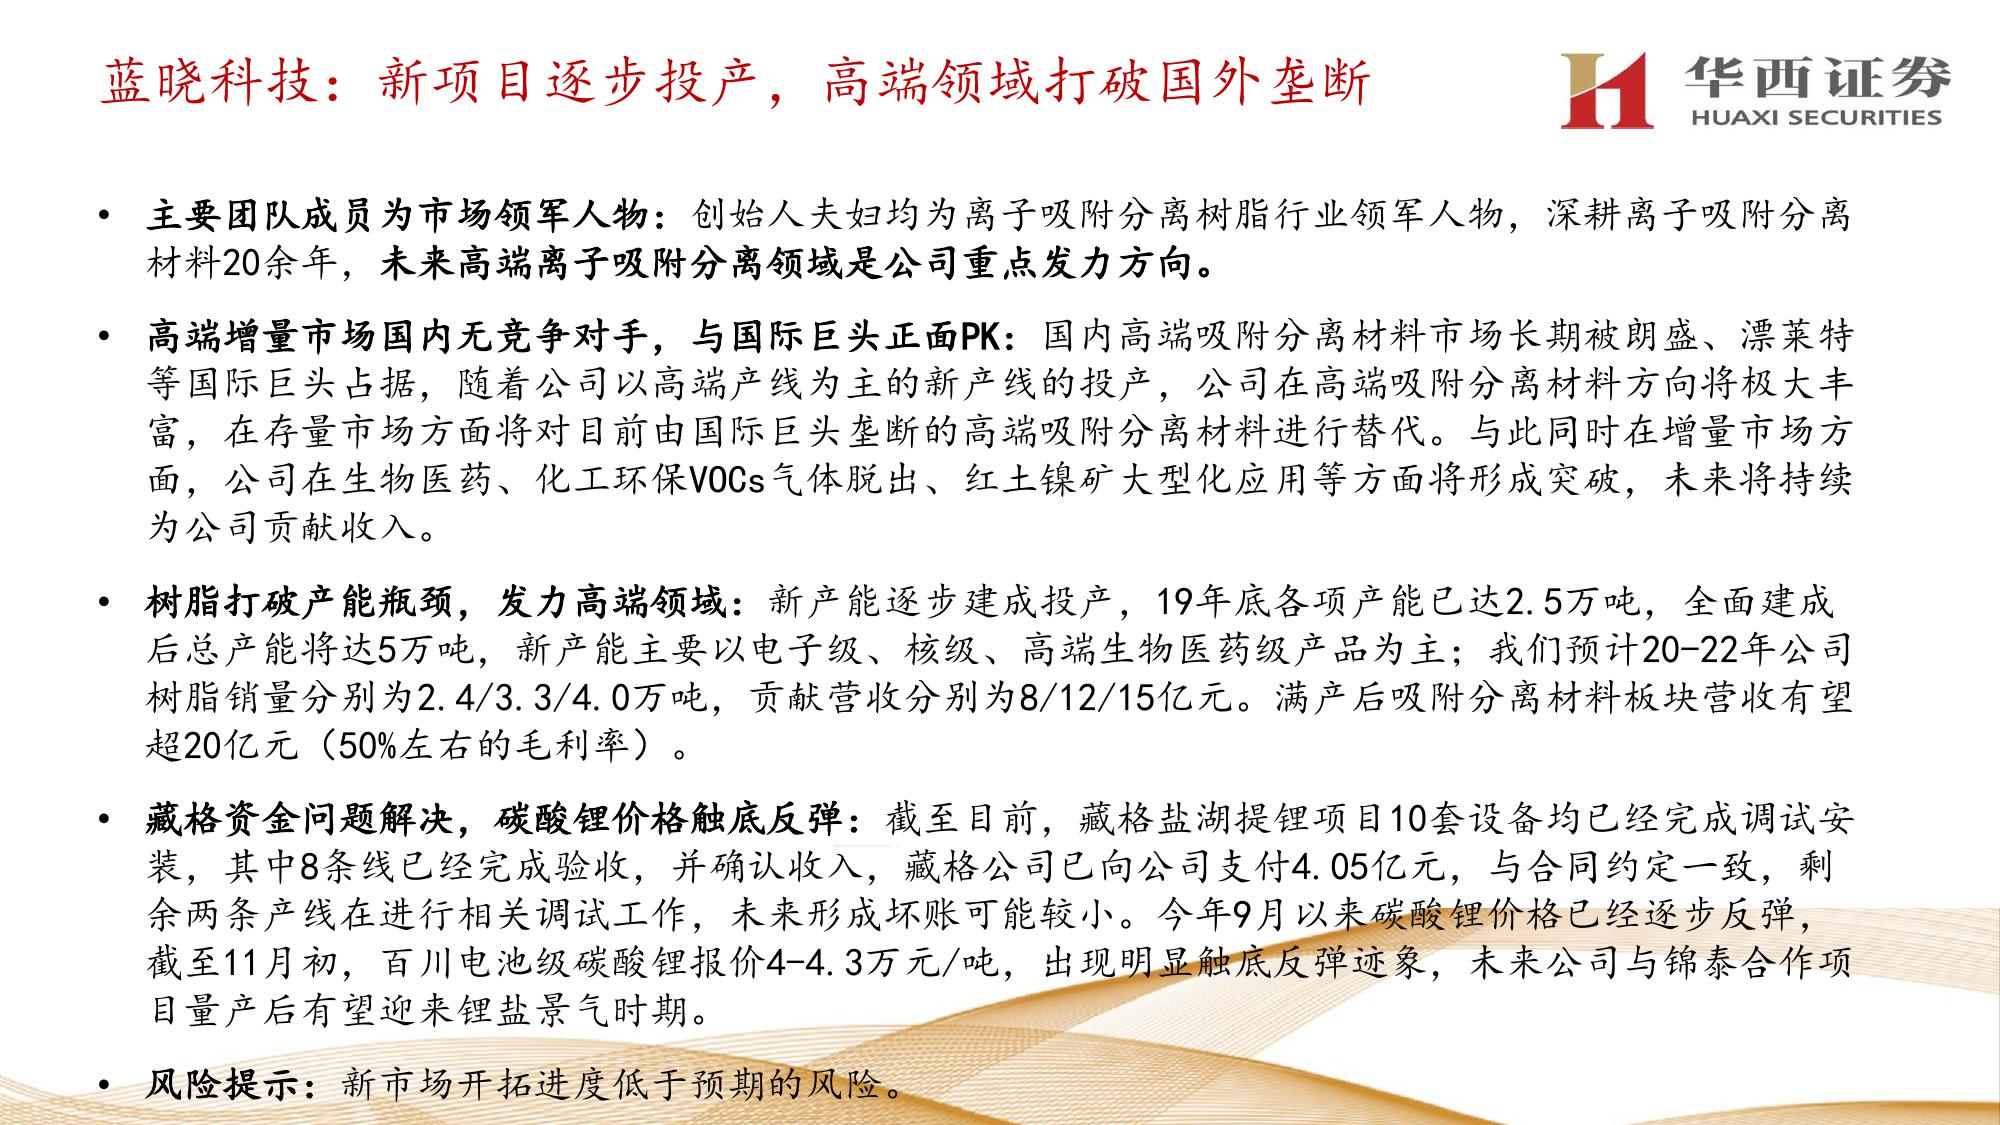 蓝晓科技：新项目逐步投产，高端领域打破国外垄断
华西证券
HUAXI SECURITIES
• 主要团队成员为市场领军人物：创始人夫妇均为离子吸附分离树脂行业领军人物，深耕离子吸附分离
材料20余年，未来高端离子吸附分离领域是公司重点发力方向。
• 高端增量市场国内无竞争对手，与国际巨头正面PK：国内高端吸附分离材料市场长期被朗盛、漂莱特
等国际巨头占据，随着公司以高端产线为主的新产线的投产，公司在高端吸附分离材料方向将极大丰
富，在存量市场方面将对目前由国际巨头垄断的高端吸附分离材料进行替代。与此同时在增量市场方
面，公司在生物医药、化工环保VOCs气体脱出、红土镍矿大型化应用等方面将形成突破，未来将持续
为公司贡献收入。
• 树脂打破产能瓶颈，发力高端领域：新产能逐步建成投产，19年底各项产能已达2.5万吨，全面建成
后总产能将达5万吨，新产能主要以电子级、核级、高端生物医药级产品为主；我们预计20-22年公司
树脂销量分别为2.4/3.3/4.0万吨，贡献营收分别为8/12/15亿元。满产后吸附分离材料板块营收有望
超20亿元（50%左右的毛利率）。
• 藏格资金问题解决，碳酸锂价格触底反弹：截至目前，藏格盐湖提锂项目10套设备均已经完成调试安
装，其中8条线已经完成验收，并确认收入，藏格公司已向公司支付4.05亿元，与合同约定一致，剩
余两条产线在进行相关调试工作，未来形成坏账可能较小。今年9月以来碳酸锂价格已经逐步反弹，
截至11月初，百川电池级碳酸锂报价4-4.3万元/吨，出现明显触底反弹迹象，未来公司与锦泰合作项
目量产后有望迎来锂盐景气时期。
• 风险提示：新市场开拓进度低于预期的风险。